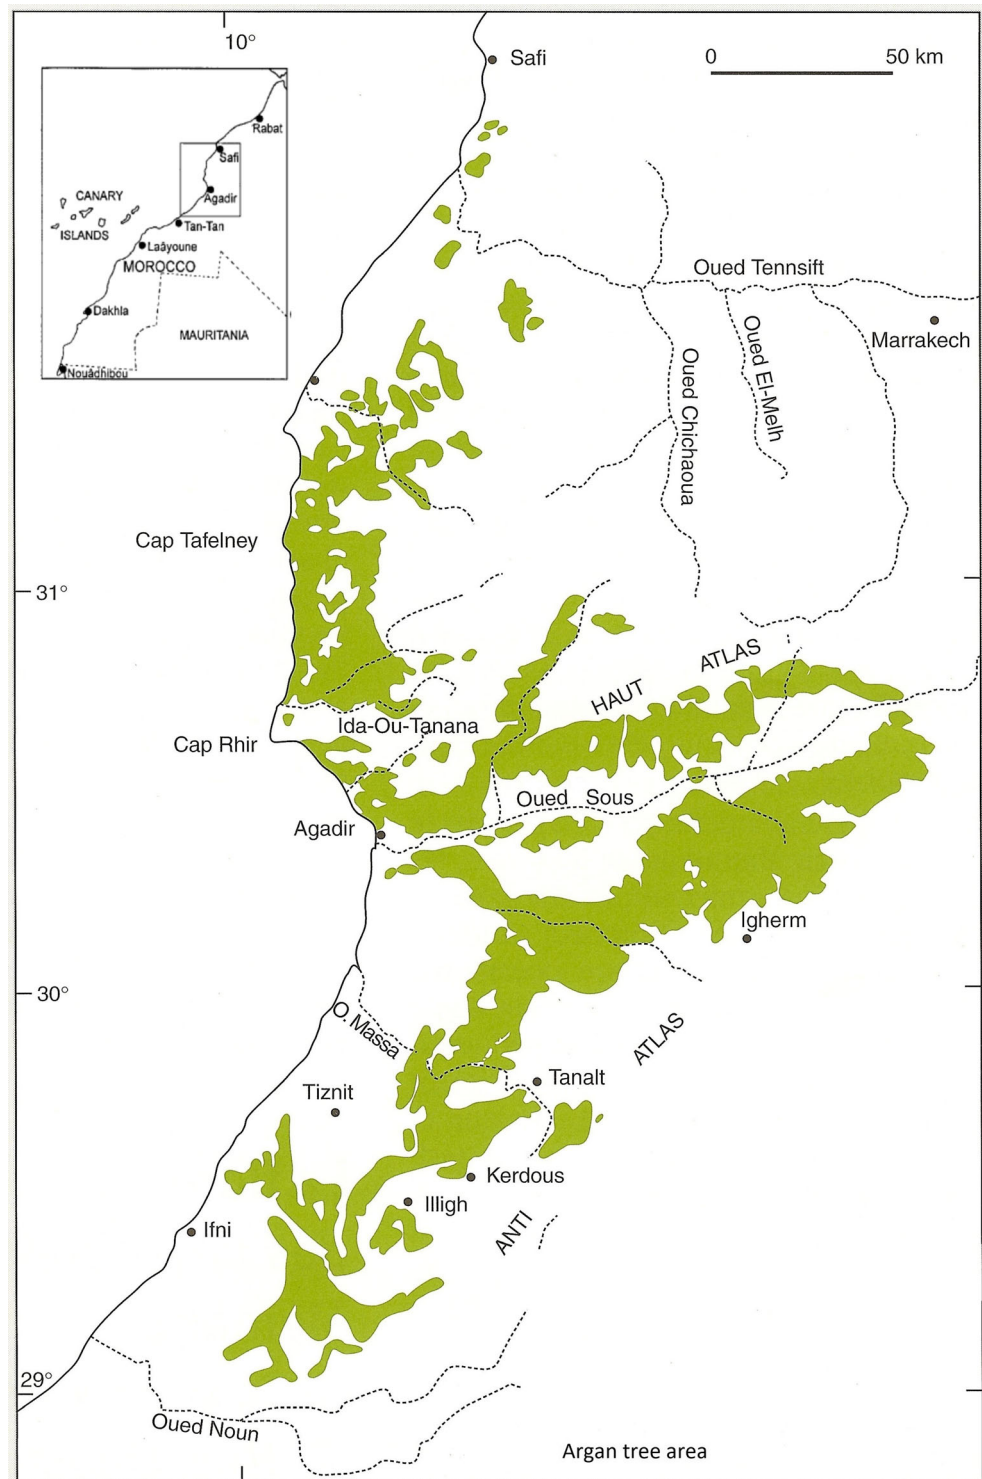 10°
Safi
0
50 km
Rabat
Safi
Agadir
CANARY
ISLANDS
Tan-Tan
Laâyoune
MOROCCO
Dakhla
MAURITANIA
Nouâdhibou
Oued Tennsift
Marrakech
Oued Chichaoua
Oued El-Melh
Cap Tafelney
31°
HAUT
ATLAS
Ida-Ou-Tanana
Cap Rhir
Oued Sous
Agadir
Igherm
30°
O. Massa
ATLAS
Tanalt
Tiznit
Kerdous
Illigh
ANTI
Ifni
29°
Oued Noun
Argan tree area